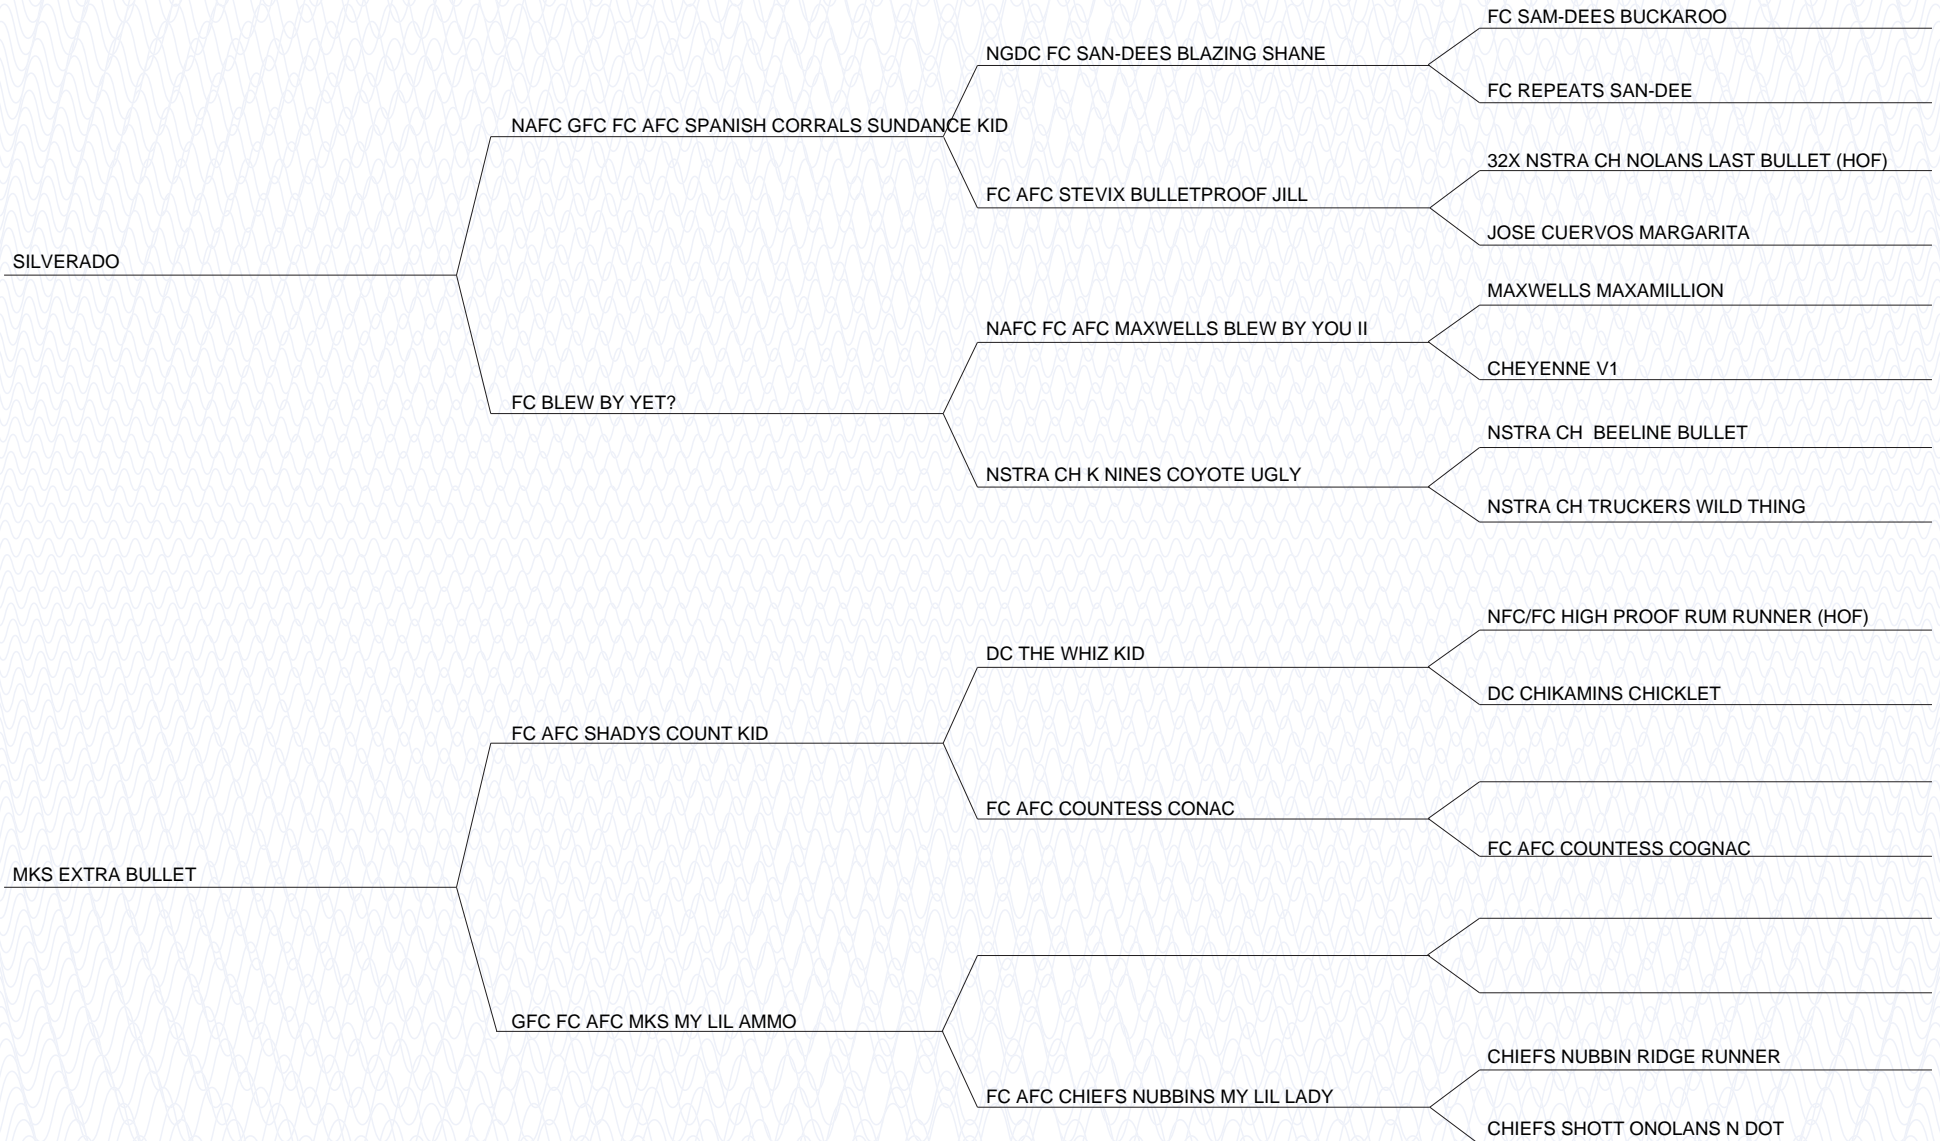 FC SAM-DEES BUCKAROO
NGDC FC SAN-DEES BLAZING SHANE
FC REPEATS SAN-DEE
NAFC GFC FC AFC SPANISH CORRALS SUNDANCE KID
32X NSTRA CH NOLANS LAST BULLET (HOF)
FC AFC STEVIX BULLETPROOF JILL
JOSE CUERVOS MARGARITA
SILVERADO
MAXWELLS MAXAMILLION
NAFC FC AFC MAXWELLS BLEW BY YOU II
CHEYENNE V1
FC BLEW BY YET?
NSTRA CH  BEELINE BULLET
NSTRA CH K NINES COYOTE UGLY
NSTRA CH TRUCKERS WILD THING
NFC/FC HIGH PROOF RUM RUNNER (HOF)
DC THE WHIZ KID
DC CHIKAMINS CHICKLET
FC AFC SHADYS COUNT KID
FC AFC COUNTESS CONAC
FC AFC COUNTESS COGNAC
MKS EXTRA BULLET
GFC FC AFC MKS MY LIL AMMO
CHIEFS NUBBIN RIDGE RUNNER
FC AFC CHIEFS NUBBINS MY LIL LADY
CHIEFS SHOTT ONOLANS N DOT